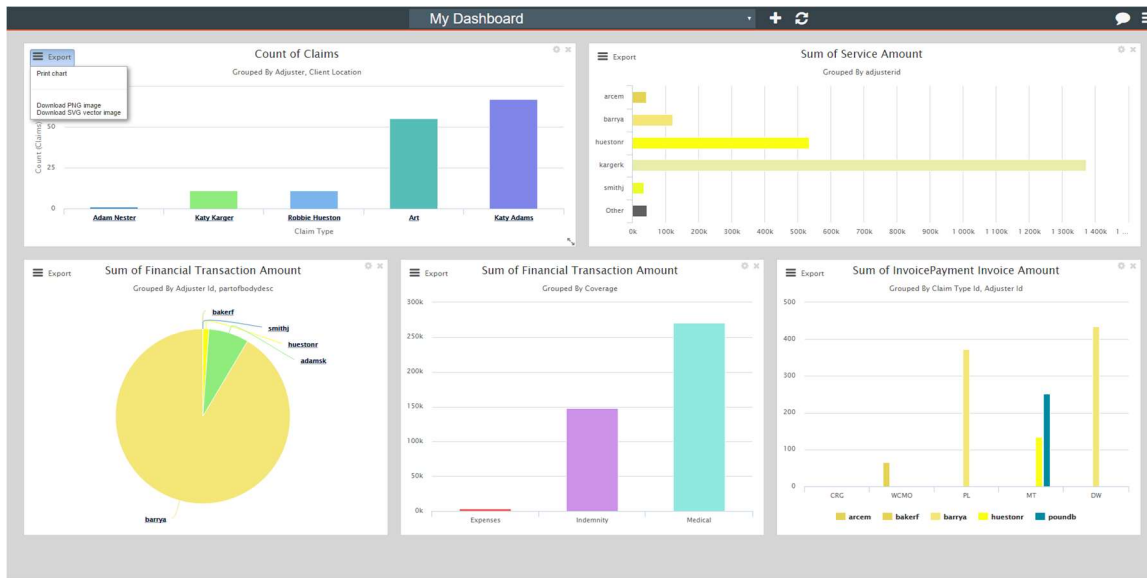 My Dashboard
Export
Print chart
Download PNG image
Download SVG vector image
Count of Claims
Grouped By Adjuster, Client Location
Count (Claims)
50
25
0
Adam Nester
Katy Karger
Robbie Hueston
Art
Katy Adams
Claim Type
Export
Sum of Service Amount
Grouped By adjusterid
arcem
barrya
huestonr
kargerk
smithj
Other
0k 100k 200k 300k 400k 500k 600k 700k 800k 900k 1 000k 1 100k 1 200k 1 300k 1 400k 1 ...
Export
Sum of Financial Transaction Amount
Grouped By Adjuster Id, partofbodydesc
bakerf
smithj
huestonr
adamsk
barrya
Export
Sum of Financial Transaction Amount
Grouped By Coverage
300k
250k
200k
150k
100k
50k
0k
Expenses
Indemnity
Medical
Export
Sum of InvoicePayment Invoice Amount
Grouped By Claim Type Id, Adjuster Id
500
400
300
200
100
0
CRG
WCMO
PL
MT
DW
arcem bakerf barrya huestonr poundb